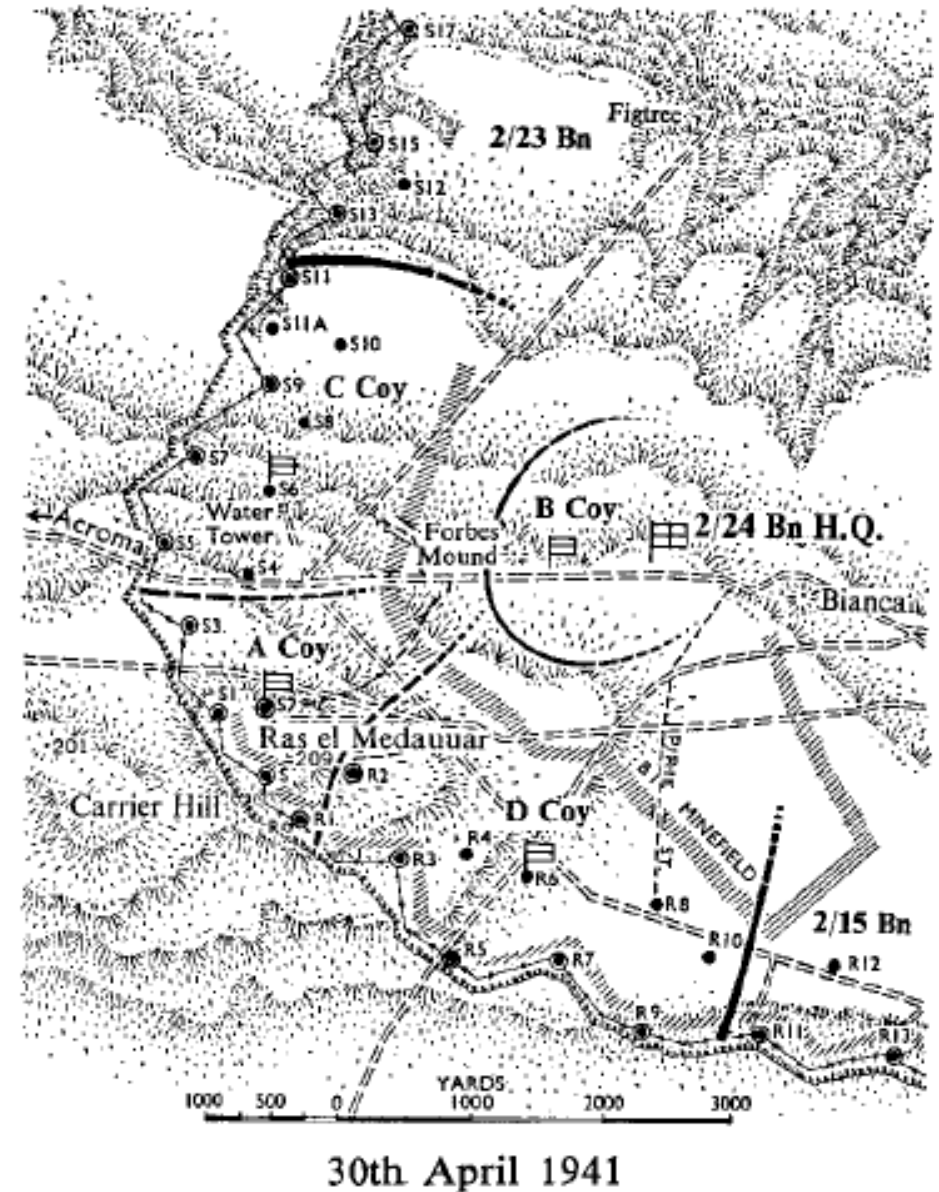 S17
Figtree
2/23 Bn
S15
S12
S13
S11
S11A
S10
S9
C Coy
S8
S7
S6
Water
Tower
B Coy
2/24 Bn H.Q.
Acroma
Forbes
Mound
S5
S4
Bianca
S3
A Coy
S1
Ras el Medauuar
201
209
R2
Carrier Hill
R1
D Coy
PIRIE ST.
B1 MINEFIELD
R4
R3
R6
R8
2/15 Bn
R10
R12
R5
R7
R9
R11
R13
YARDS
1000 500 0 1000 2000 3000
30th April 1941